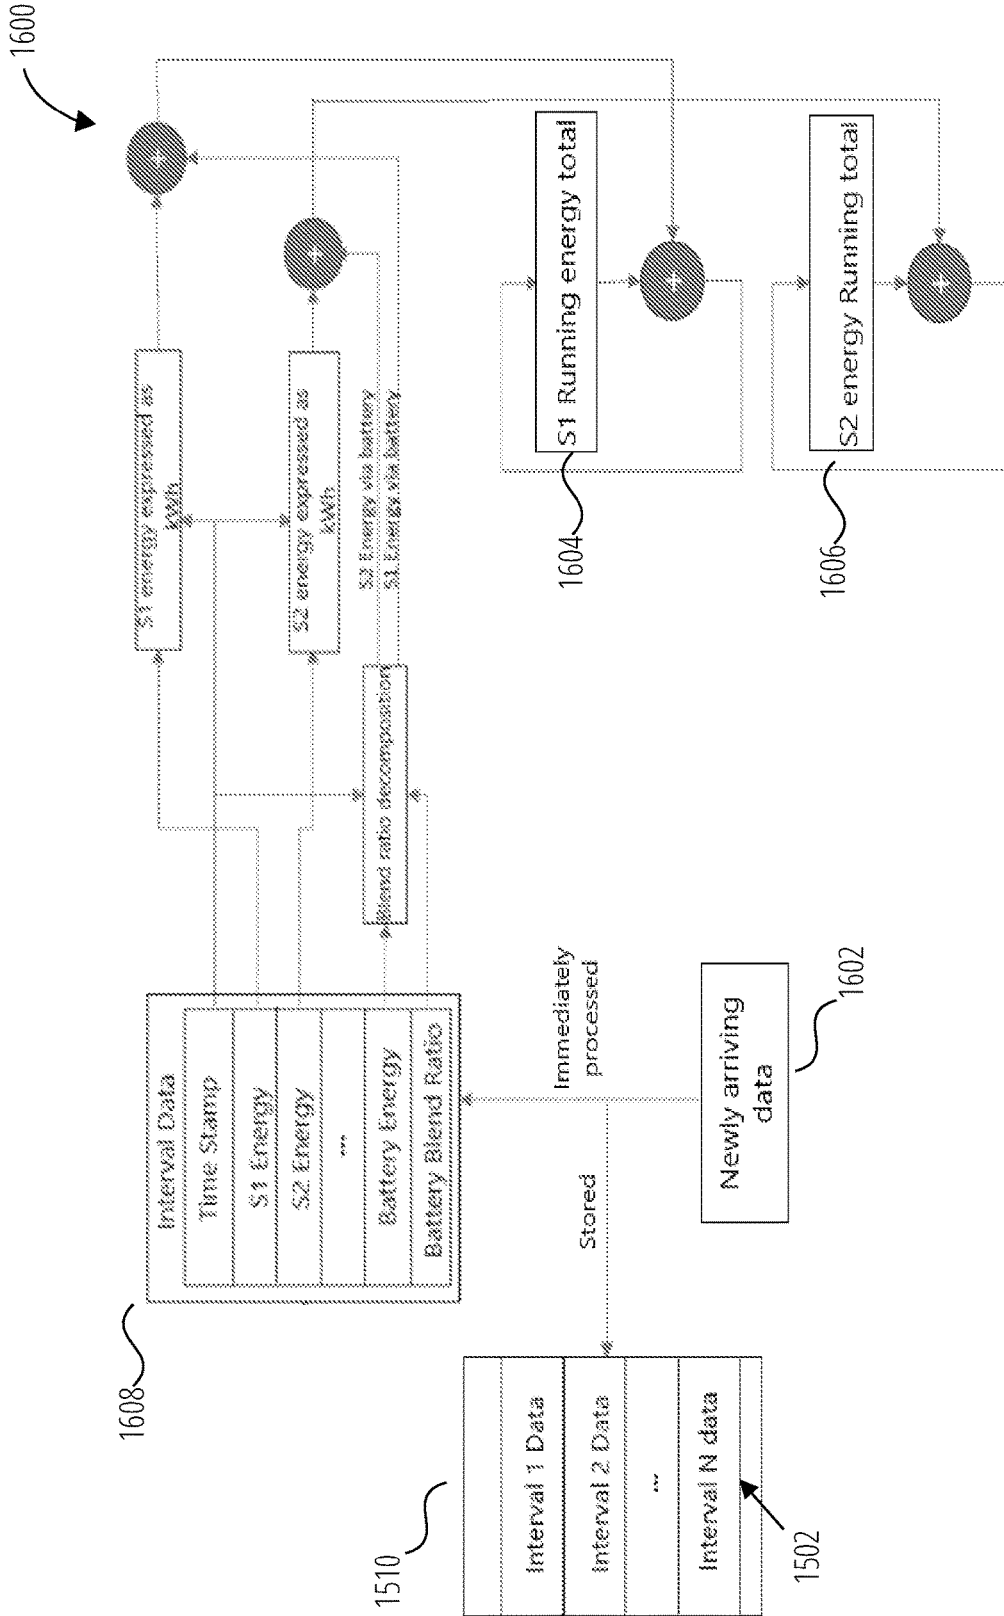 1600
S1 energy expressed as
kWh
S2 energy expressed as
kWh
S2 Energy via battery
S1 Energy via battery
Blend ratio decomposition
+
+
S1 Running energy total
+
1604
S2 energy Running total
+
1606
1608
Interval Data
Time Stamp
S1 Energy
S2 Energy
...
Battery Energy
Battery Blend Ratio
Immediately
processed
Stored
Newly arriving
data
1602
1510
Interval 1 Data
Interval 2 Data
...
Interval N data
1502